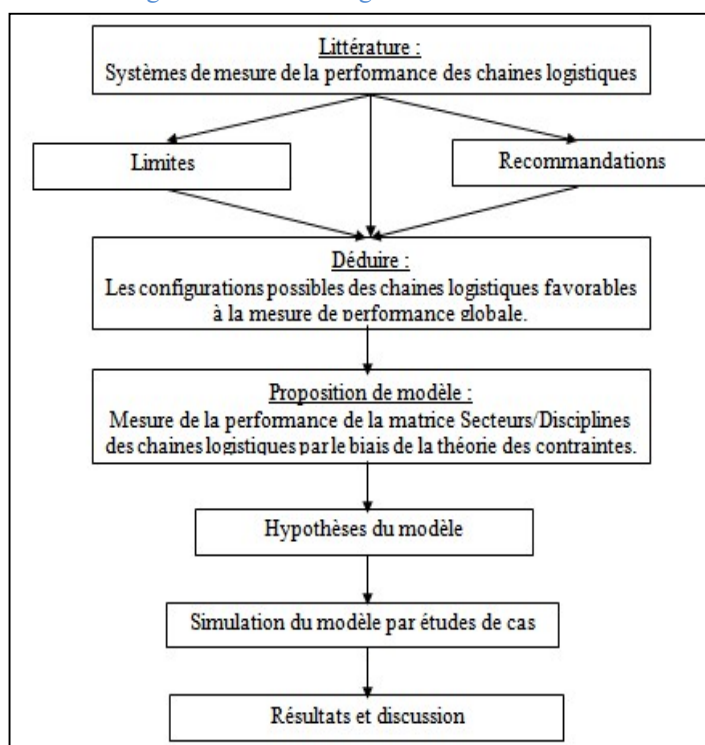 Littérature :
Systèmes de mesure de la performance des chaines logistiques
Limites
Recommandations
Déduire :
Les configurations possibles des chaines logistiques favorables
à la mesure de performance globale.
Proposition de modèle :
Mesure de la performance de la matrice Secteurs/Disciplines
des chaines logistiques par le biais de la théorie des contraintes.
Hypothèses du modèle
Simulation du modèle par études de cas
Résultats et discussion